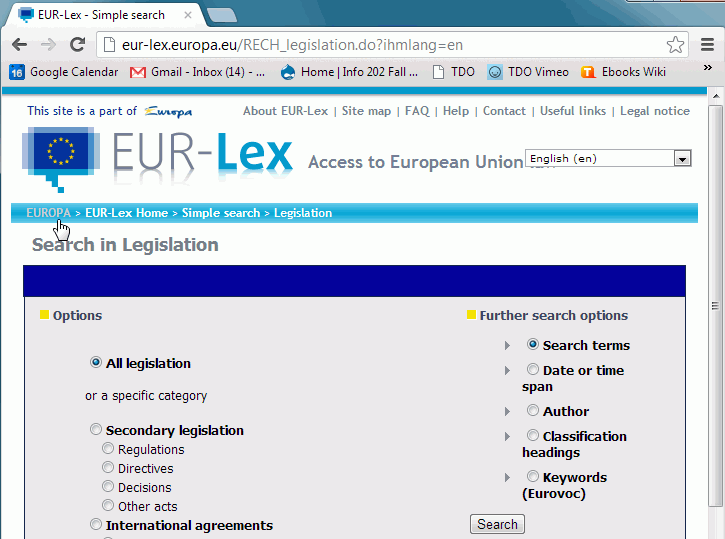 EUR-Lex - Simple search
eur-lex.europa.eu/RECH_legislation.do?ihmlang=en
16 Google Calendar Gmail - Inbox (14) - ... Home | Info 202 Fall ... TDO TDO Vimeo Ebooks Wiki »
This site is a part of Europa About EUR-Lex | Site map | FAQ | Help | Contact | Useful links | Legal notice
EUR-Lex Access to European Union
English (en)
EUROPA > EUR-Lex Home > Simple search > Legislation
Search in Legislation
Options
All legislation
or a specific category
Secondary legislation
Regulations
Directives
Decisions
Other acts
International agreements
Further search options
Search terms
Date or time
span
Author
Classification
headings
Keywords
(Eurovoc)
Search